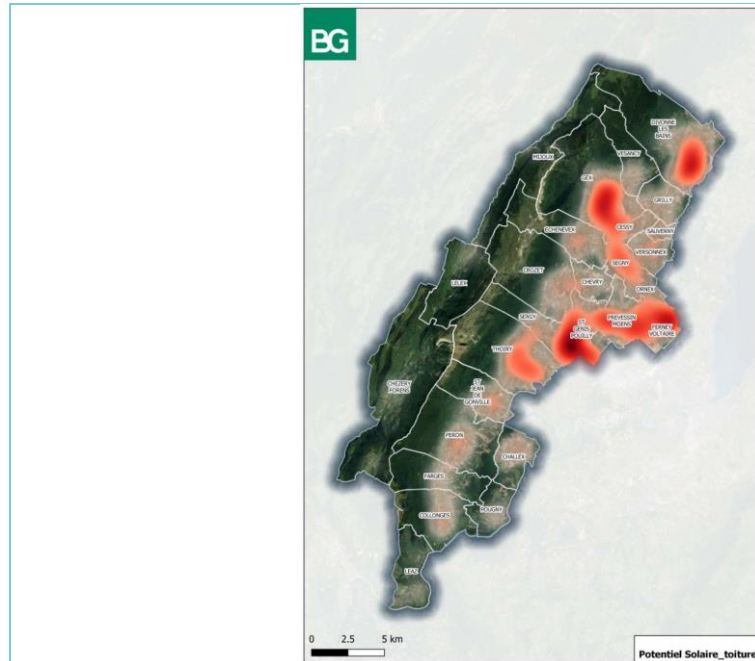 BG
DIVONNE
LES
BAINS
VESANCY
MIJOUX
GEX
GRILLY
CESSY
SAUVERNY
ECHENEVEX
VERSONNEX
SEGNY
CROZET
LELEX
CHEVRY
ORNEX
SERGY
ST
GENIS
POUILLY
PREVESSIN
MOENS
FERNEY
VOLTAIRE
THOIRY
CHEZERY
FORENS
ST
JEAN
DE
GONVILLE
PERON
CHALLEX
FARGES
POUGNY
COLLONGES
LEAZ
0 2.5 5 km
Potentiel Solaire_toiture